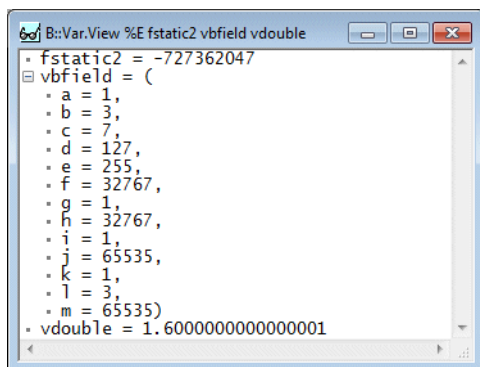 B::Var.View %E fstatic2 vbfield vdouble
fstatic2 = -727362047
vbfield = (
a = 1,
b = 3,
c = 7,
d = 127,
e = 255,
f = 32767,
g = 1,
h = 32767,
i = 1,
j = 65535,
k = 1,
l = 3,
m = 65535)
vdouble = 1.6000000000000001